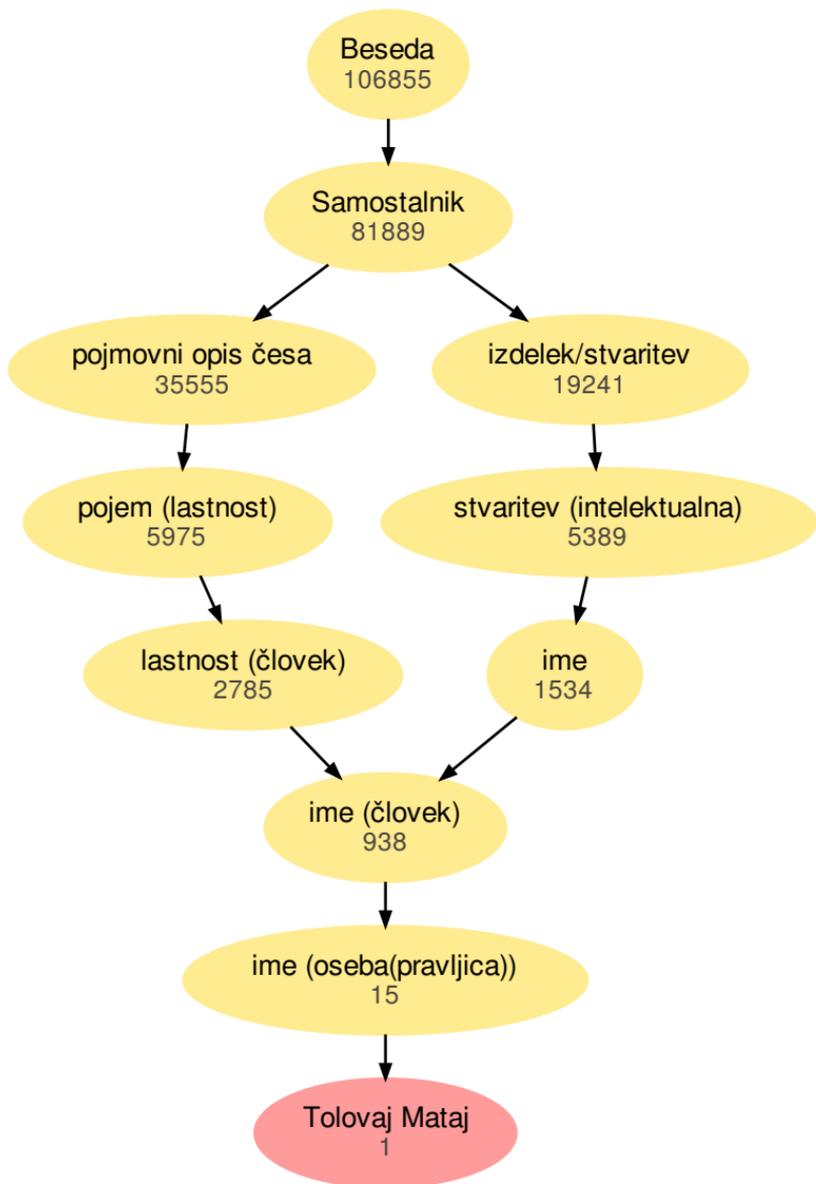 Beseda
106855
Samostalnik
81889
pojmovni opis česa
35555
izdelek/stvaritev
19241
pojem (lastnost)
5975
stvaritev (intelektualna)
5389
lastnost (človek)
2785
ime
1534
ime (človek)
938
ime (oseba(pravljica))
15
Tolovaj Mataj
1